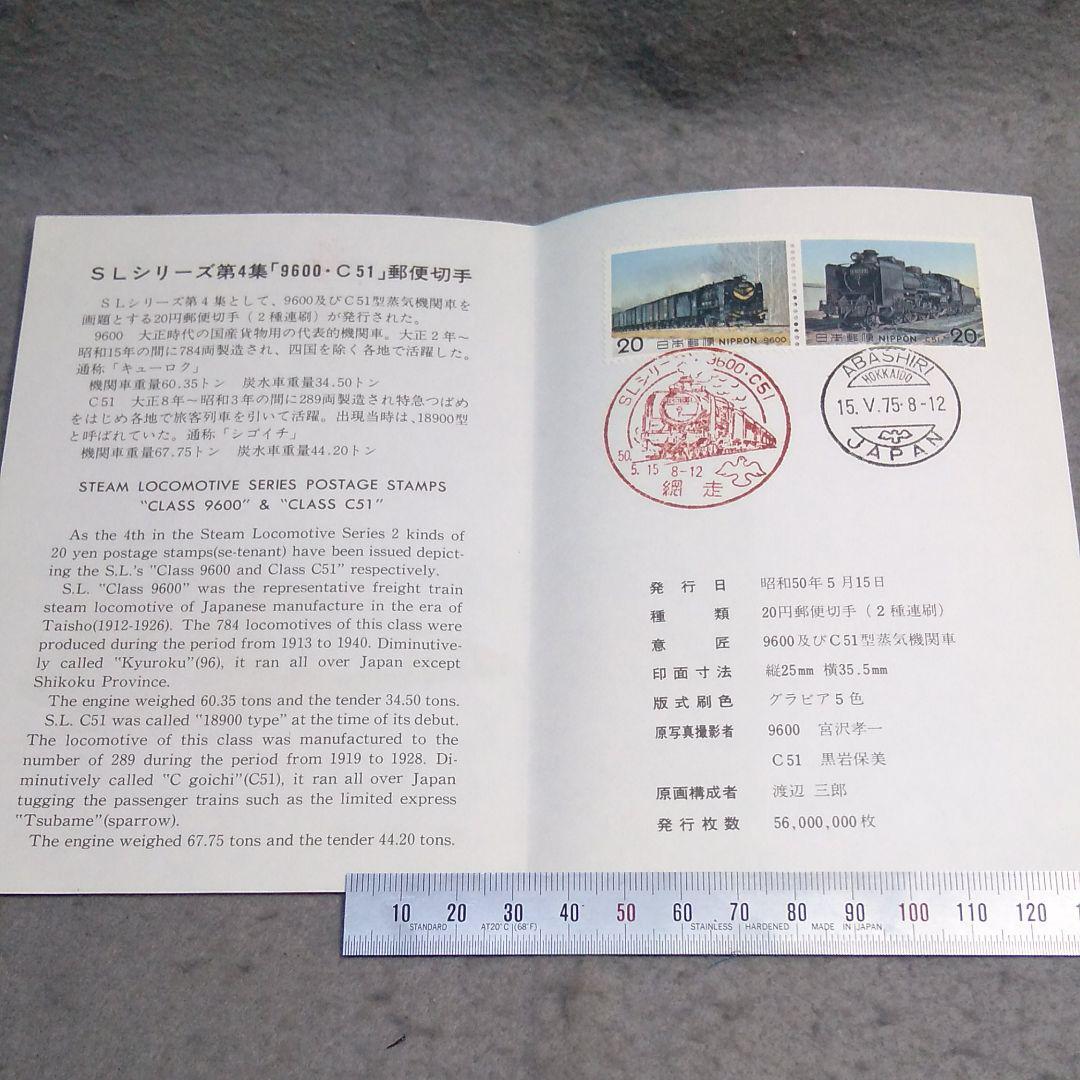 SLシリーズ第4集「9600・C51」郵便切手
SLシリーズ第4集として、9600及びC51型蒸気機関車を
画題とする20円郵便切手(2種連刷)が発行された。
9600 大正時代の国産貨物用の代表的機関車。大正2年～
昭和15年の間に784両製造され、四国を除く各地で活躍した。
通称「キューロク」
機関車重量60.35トン 炭水車重量34.50トン
C51 大正8年～昭和3年の間に289両製造され特急つばめ
をはじめ各地で旅客列車を引いて活躍。出現当時は、18900型
と呼ばれていた。通称「シゴイチ」
機関車重量67.75トン 炭水車重量44.20トン
STEAM LOCOMOTIVE SERIES POSTAGE STAMPS
"CLASS 9600" & "CLASS C51"
As the 4th in the Steam Locomotive Series 2 kinds of
20 yen postage stamps(se-tenant) have been issued depict-
ing the S.L.'s "Class 9600 and Class C51" respectively.
S.L. "Class 9600" was the representative freight train
steam locomotive of Japanese manufacture in the era of
Taisho(1912-1926). The 784 locomotives of this class were
produced during the period from 1913 to 1940. Diminutive-
ly called "Kyuroku"(96), it ran all over Japan except
Shikoku Province.
The engine weighed 60.35 tons and the tender 34.50 tons.
S.L. C51 was called "18900 type" at the time of its debut.
The locomotive of this class was manufactured to the
number of 289 during the period from 1919 to 1928. Di-
minutively called "C goichi"(C51), it ran all over Japan
tugging the passenger trains such as the limited express
"Tsubame"(sparrow).
The engine weighed 67.75 tons and the tender 44.20 tons.
20 日本郵便 NIPPON 9600
日本郵便 NIPPON C51 20
SLシリーズ・9600・C51
50.
5.15 8-12
網走
ABASHIRI
HOKKAIDO
15.V.75.8-12
JAPAN
発行日 昭和50年5月15日
種類 20円郵便切手(2種連刷)
意匠 9600及びC51型蒸気機関車
印面寸法 縦25mm 横35.5mm
版式刷色 グラビア5色
原写真撮影者 9600 宮沢孝一
C51 黒岩保美
原画構成者 渡辺 三郎
発行枚数 56,000,000枚
10 20 30 40 50 60 70 80 90 100 110 120
STANDARD AT20°C (68°F) STAINLESS HARDENED MADE IN JAPAN